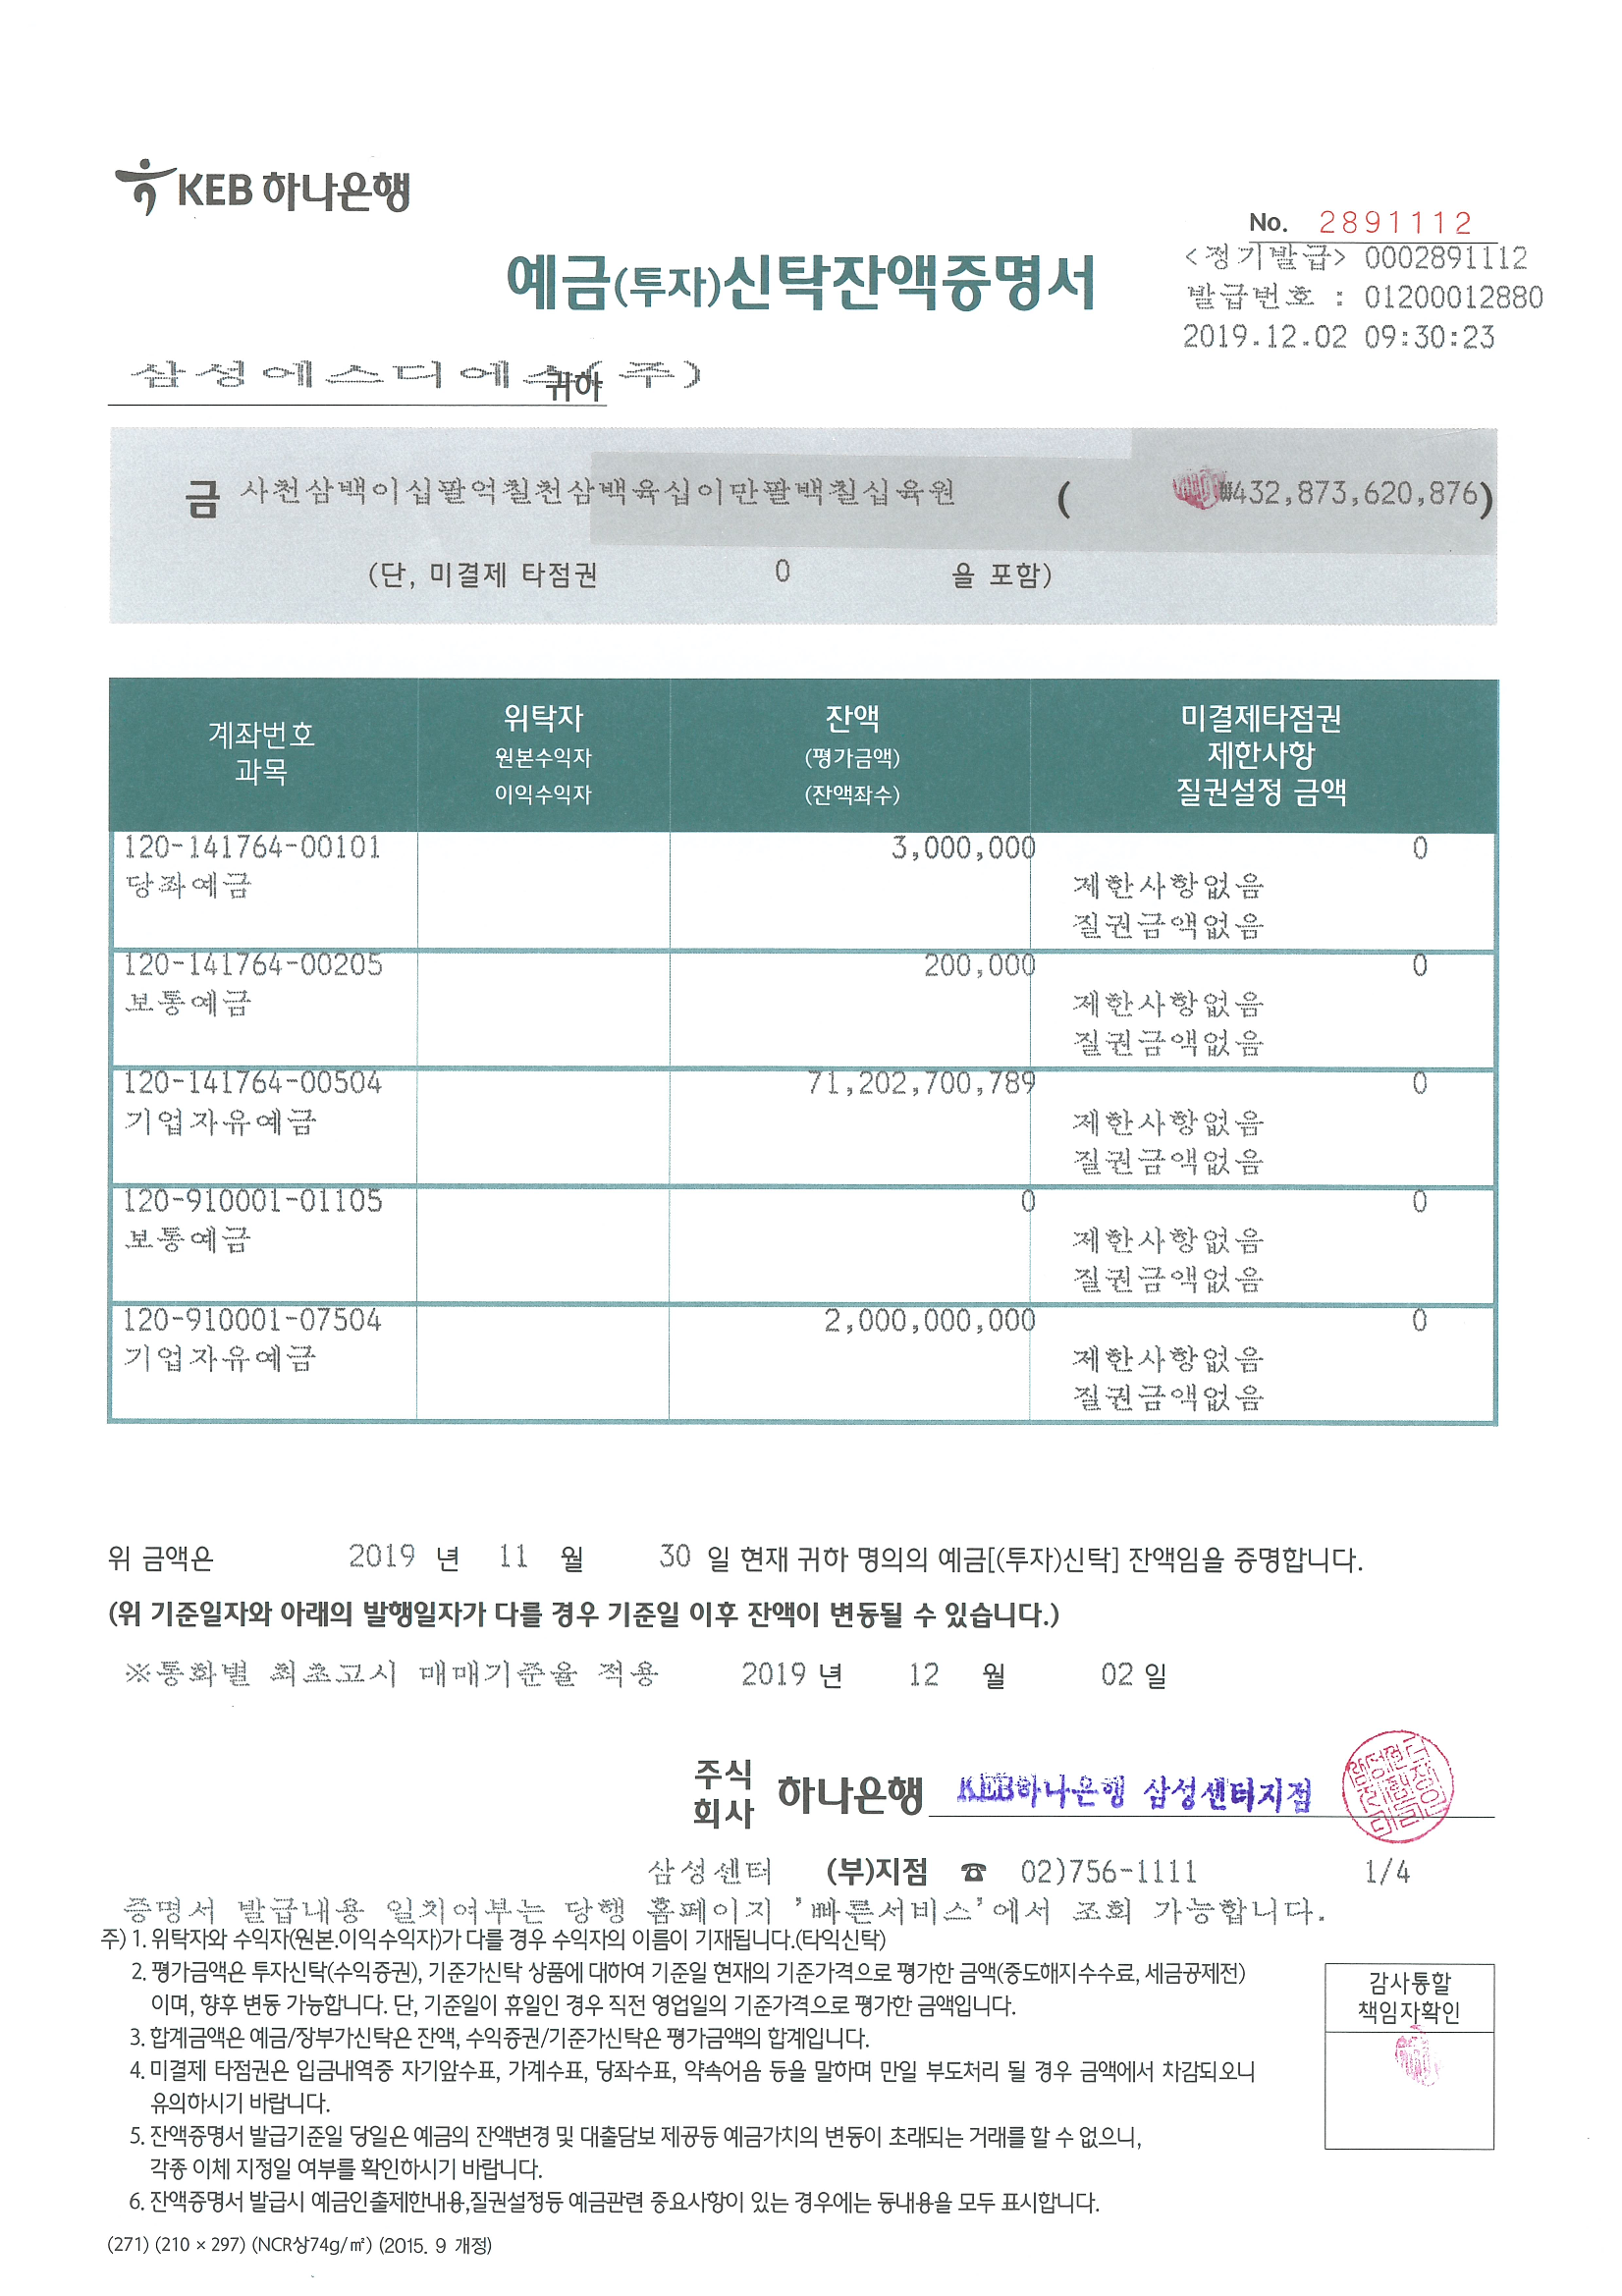 KEB 하나은행
No. 2891112
<정기발급> 0002891112
예금(투자)신탁잔액증명서
발급번호 : 01200012880
2019.12.02 09:30:23
삼성에스디에스(주) 귀하
금 사천삼백이십팔억칠천삼백육십이만팔백칠십육원 ( ₩432,873,620,876)
(단, 미결제 타점권 0 을 포함)
계좌번호 과목 위탁자 원본수익자 이익수익자 잔액 (평가금액) (잔액좌수) 미결제타점권 제한사항 질권설정 금액
120-141764-00101 3,000,000 0
당좌예금 제한사항없음
질권금액없음
120-141764-00205 200,000 0
보통예금 제한사항없음
질권금액없음
120-141764-00504 71,202,700,789 0
기업자유예금 제한사항없음
질권금액없음
120-910001-01105 0 0
보통예금 제한사항없음
질권금액없음
120-910001-07504 2,000,000,000 0
기업자유예금 제한사항없음
질권금액없음
위 금액은 2019 년 11 월 30 일 현재 귀하 명의의 예금[(투자)신탁] 잔액임을 증명합니다.
(위 기준일자와 아래의 발행일자가 다를 경우 기준일 이후 잔액이 변동될 수 있습니다.)
※통화별 최초고시 매매기준율 적용 2019 년 12 월 02 일
주식회사 하나은행 KEB하나은행 삼성센터지점
삼성센터 (부)지점 ☎ 02)756-1111 1/4
증명서 발급내용 일치여부는 당행 홈페이지 '빠른서비스'에서 조회 가능합니다.
주) 1. 위탁자와 수익자(원본.이익수익자)가 다를 경우 수익자의 이름이 기재됩니다.(타익신탁)
2. 평가금액은 투자신탁(수익증권), 기준가신탁 상품에 대하여 기준일 현재의 기준가격으로 평가한 금액(중도해지수수료, 세금공제전)
이며, 향후 변동 가능합니다. 단, 기준일이 휴일인 경우 직전 영업일의 기준가격으로 평가한 금액입니다.
3. 합계금액은 예금/장부가신탁은 잔액, 수익증권/기준가신탁은 평가금액의 합계입니다.
4. 미결제 타점권은 입금내역중 자기앞수표, 가계수표, 당좌수표, 약속어음 등을 말하며 만일 부도처리 될 경우 금액에서 차감되오니
유의하시기 바랍니다.
5. 잔액증명서 발급기준일 당일은 예금의 잔액변경 및 대출담보 제공등 예금가치의 변동이 초래되는 거래를 할 수 없으니,
각종 이체 지정일 여부를 확인하시기 바랍니다.
6. 잔액증명서 발급시 예금인출제한내용,질권설정등 예금관련 중요사항이 있는 경우에는 동내용을 모두 표시합니다.
감사통할
책임자확인
(271) (210 × 297) (NCR상74g/㎡) (2015. 9 개정)